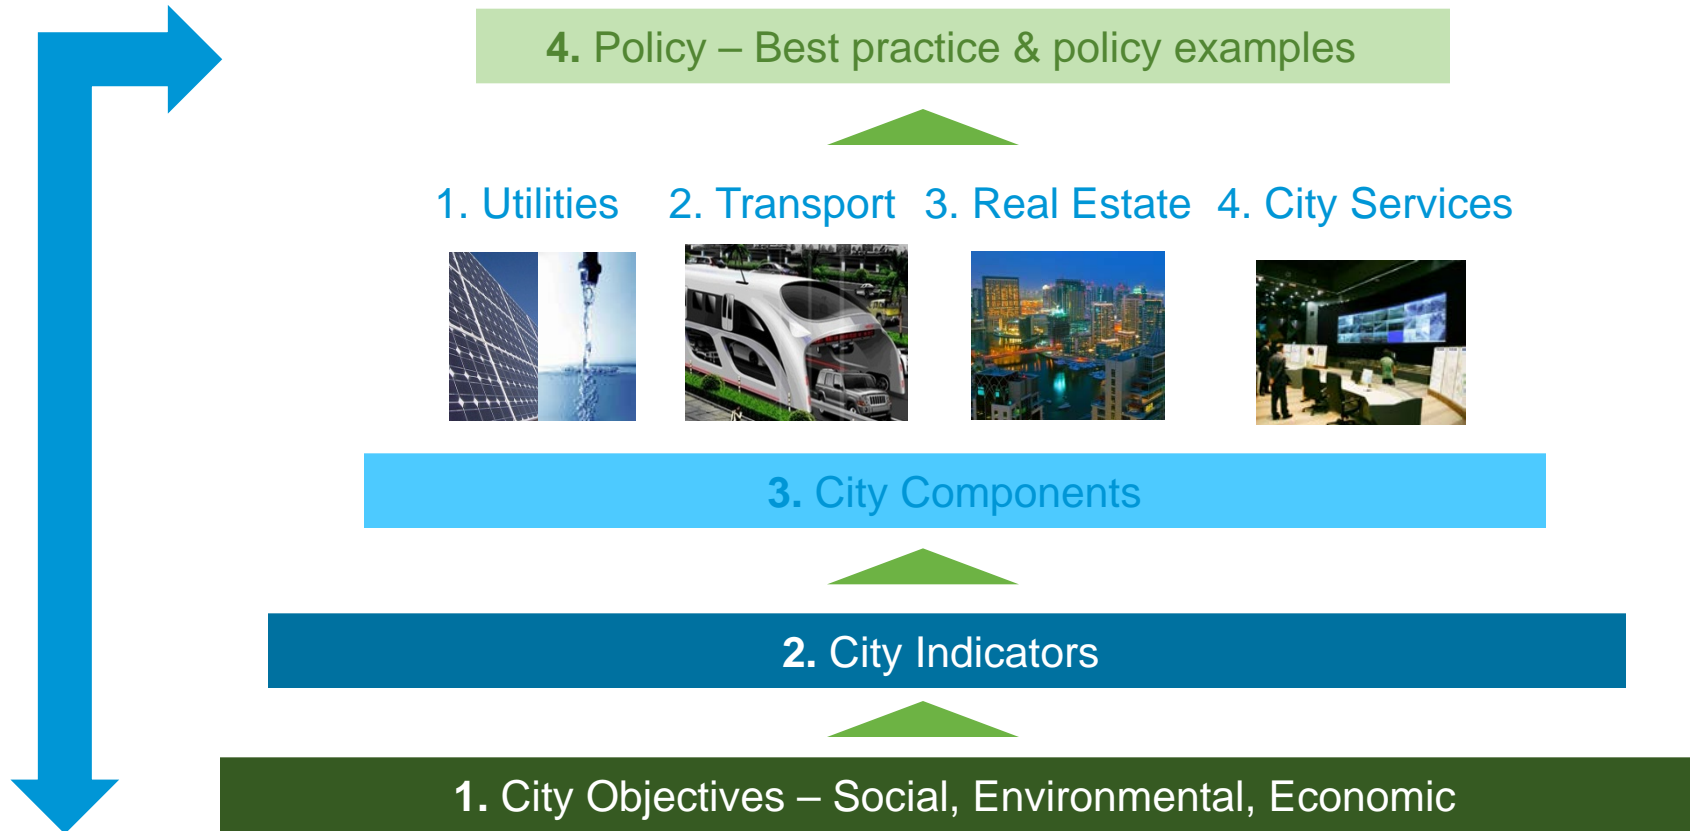 4. Policy – Best practice & policy examples
1. Utilities
2. Transport
3. Real Estate
4. City Services
3. City Components
2. City Indicators
1. City Objectives – Social, Environmental, Economic